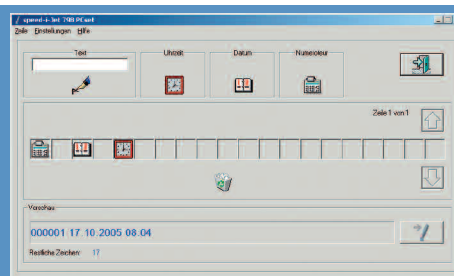 speed-i-Jet 798 PCset
Zeile Einstellungen Hilfe
Text Uhrzeit Datum Numeroteur
Zeile 1 von 1
Vorschau
000001 17.10.2005 08:04
Restliche Zeichen: 17